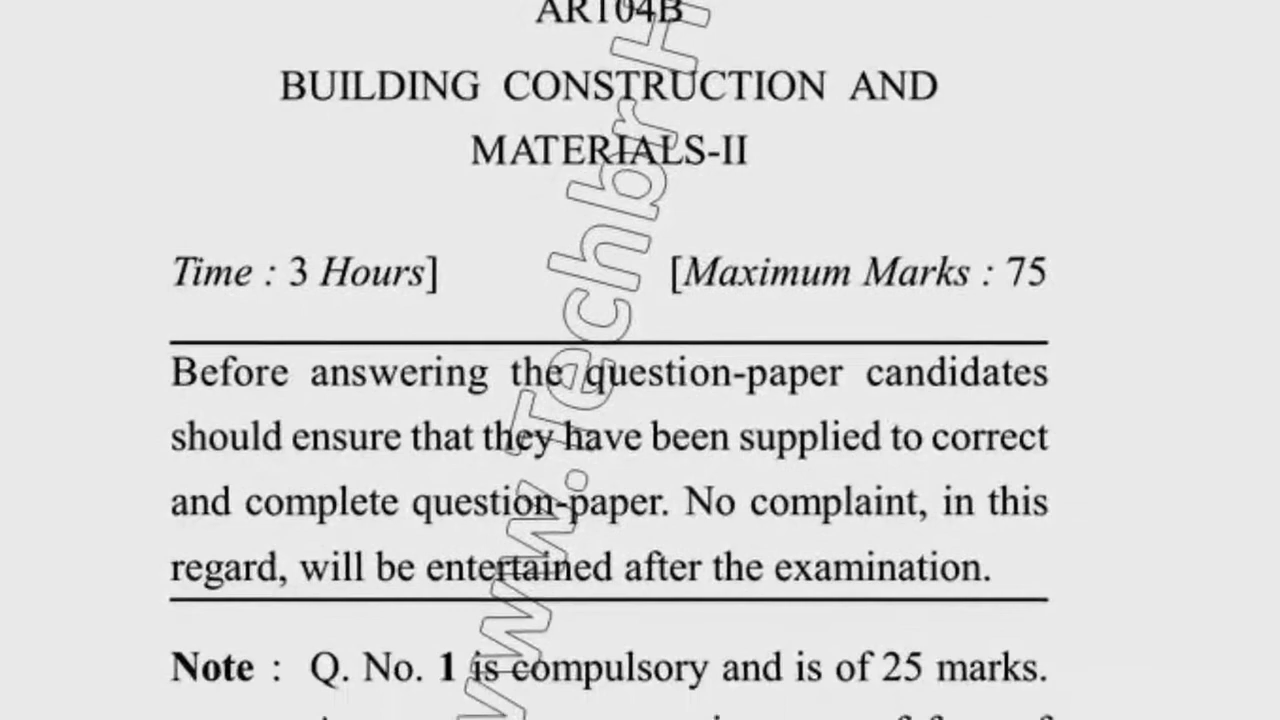 AR104B
BUILDING CONSTRUCTION AND
MATERIALS-II
Time : 3 Hours] [Maximum Marks : 75
Before answering the question-paper candidates
should ensure that they have been supplied to correct
and complete question-paper. No complaint, in this
regard, will be entertained after the examination.
Note : Q. No. 1 is compulsory and is of 25 marks.
www.Techbr H